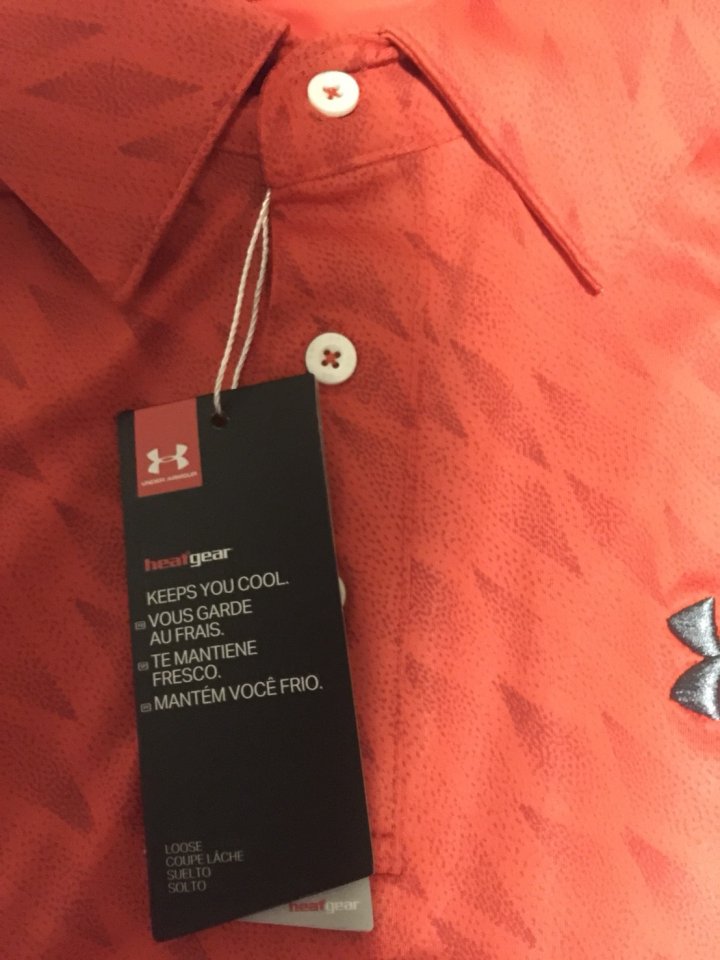 UNDER ARMOUR
heatgear
KEEPS YOU COOL.
FR VOUS GARDE
AU FRAIS.
TE MANTIENE
FRESCO.
MANTÉM VOCÊ FRIO.
LOOSE
COUPE LÂCHE
SUELTO
SOLTO
heatgear